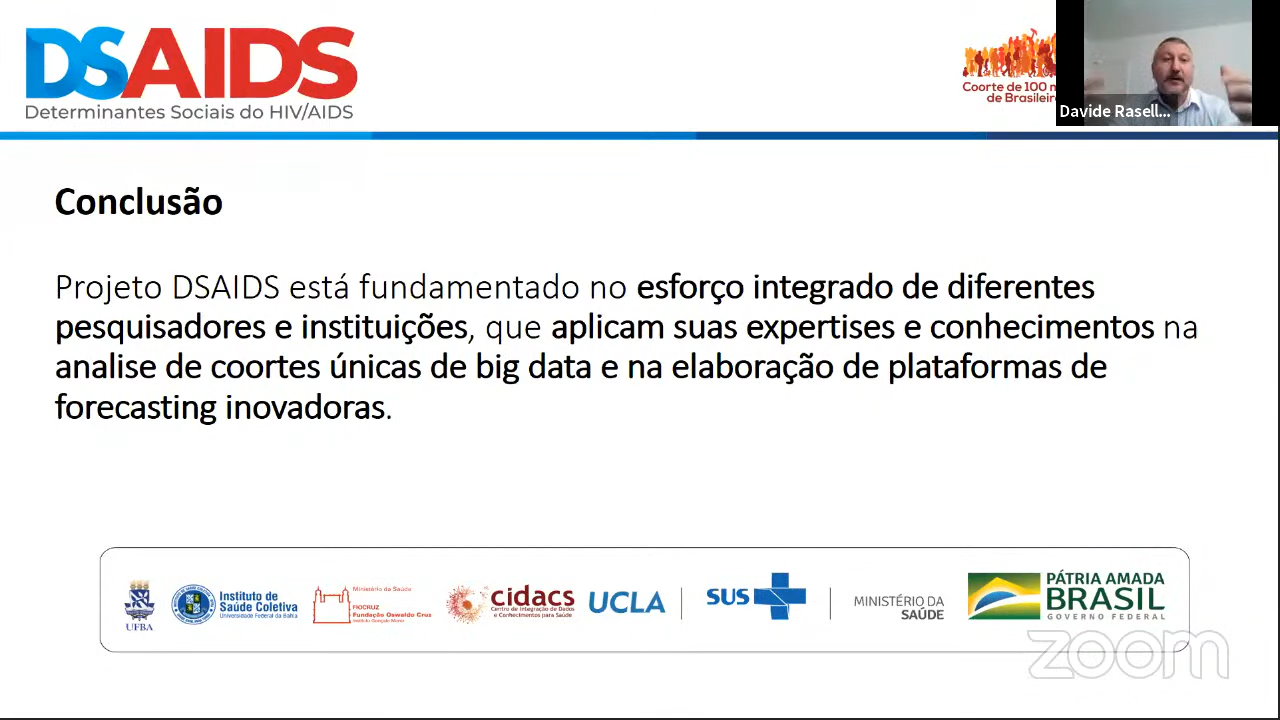 DSAIDS
Determinantes Sociais do HIV/AIDS
Coorte de 100 m
de Brasileir
Davide Rasell...
Conclusão
Projeto DSAIDS está fundamentado no esforço integrado de diferentes
pesquisadores e instituições, que aplicam suas expertises e conhecimentos na
analise de coortes únicas de big data e na elaboração de plataformas de
forecasting inovadoras.
UFBA
Instituto de
Saúde Coletiva
Universidade Federal da Bahia
Ministério da Saúde
FIOCRUZ
Fundação Oswaldo Cruz
Instituto Gonçalo Moniz
cidacs
Centro de Integração de Dados
e Conhecimentos para Saúde
UCLA
SUS
MINISTÉRIO DA
SAÚDE
PÁTRIA AMADA
BRASIL
GOVERNO FEDERAL
zoom